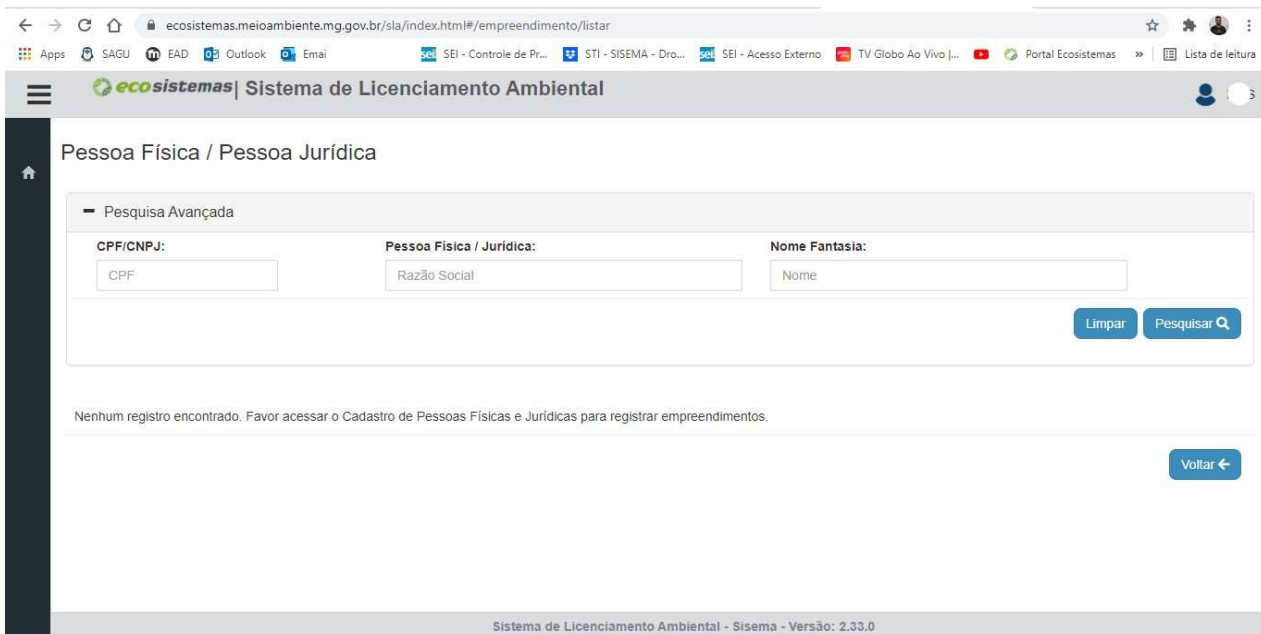 ecosistemas.meioambiente.mg.gov.br/sla/index.html#/empreendimento/listar
Apps SAGU EAD Outlook Emai SEI - Controle de Pr... STI - SISEMA - Dro... SEI - Acesso Externo TV Globo Ao Vivo |... Portal Ecosistemas » Lista de leitura
ecosistemas| Sistema de Licenciamento Ambiental
Pessoa Física / Pessoa Jurídica
Pesquisa Avançada
CPF/CNPJ: Pessoa Física / Jurídica: Nome Fantasia:
CPF Razão Social Nome
Limpar Pesquisar
Nenhum registro encontrado. Favor acessar o Cadastro de Pessoas Físicas e Jurídicas para registrar empreendimentos.
Voltar
Sistema de Licenciamento Ambiental - Sisema - Versão: 2.33.0